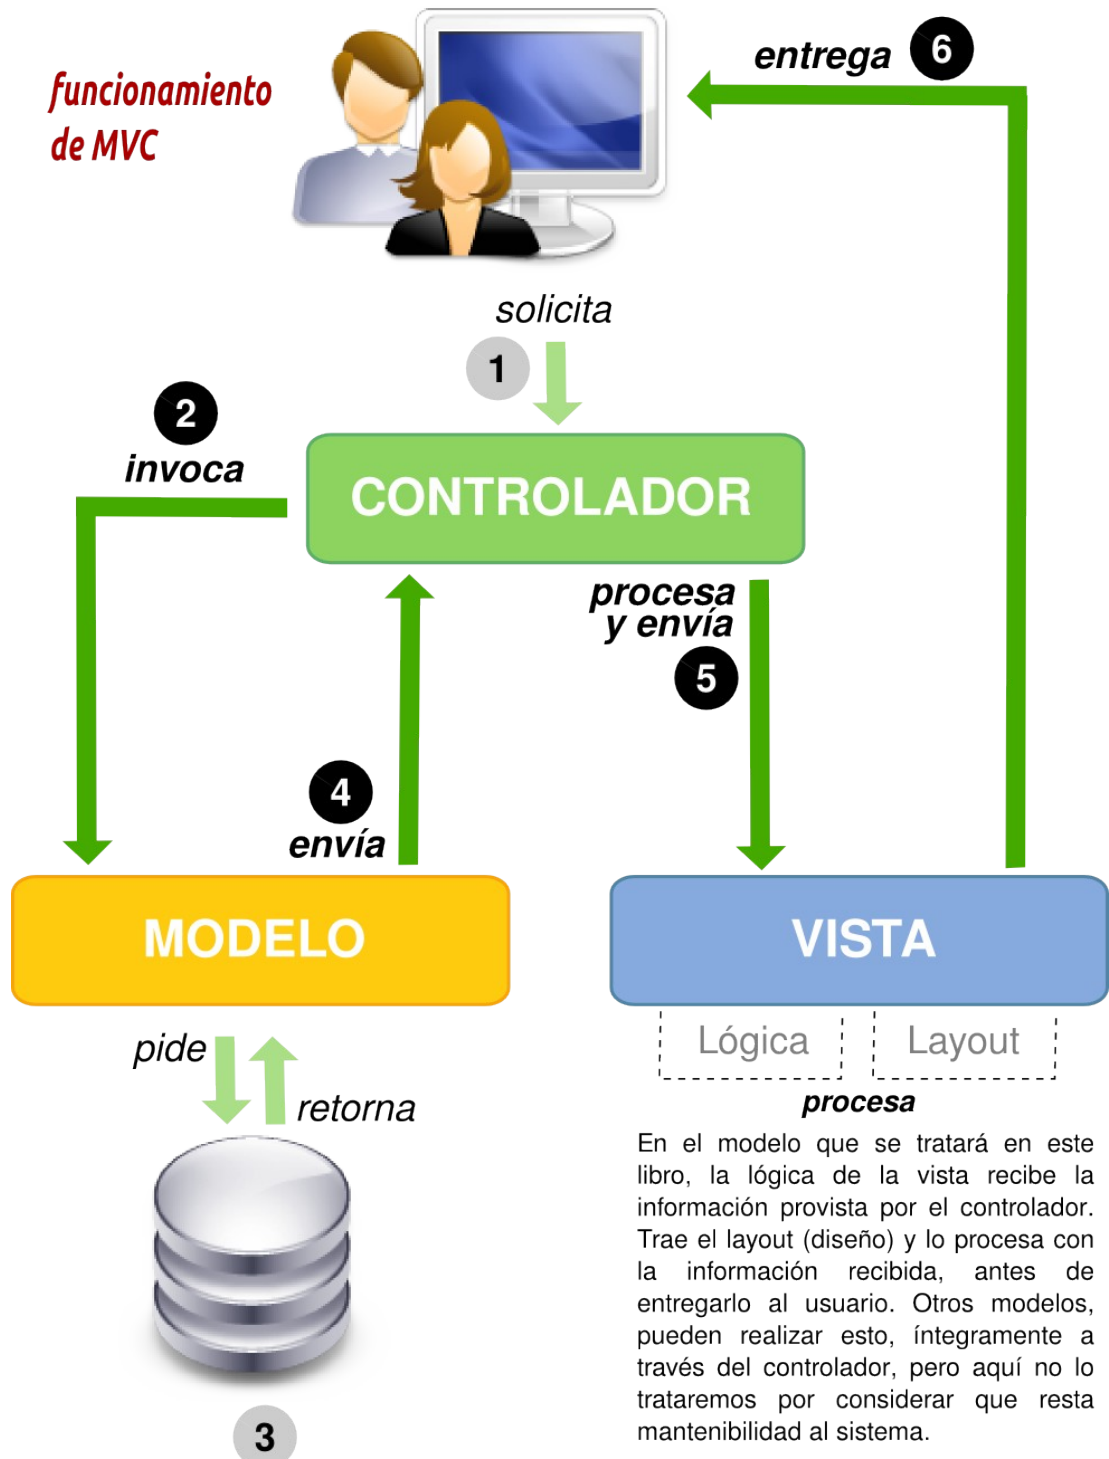 funcionamiento
de MVC
entrega 6
solicita
1
2
invoca
CONTROLADOR
procesa
y envía
5
4
envía
MODELO
VISTA
pide
retorna
3
Lógica
Layout
procesa
En el modelo que se tratará en este
libro, la lógica de la vista recibe la
información provista por el controlador.
Trae el layout (diseño) y lo procesa con
la información recibida, antes de
entregarlo al usuario. Otros modelos,
pueden realizar esto, íntegramente a
través del controlador, pero aquí no lo
trataremos por considerar que resta
mantenibilidad al sistema.